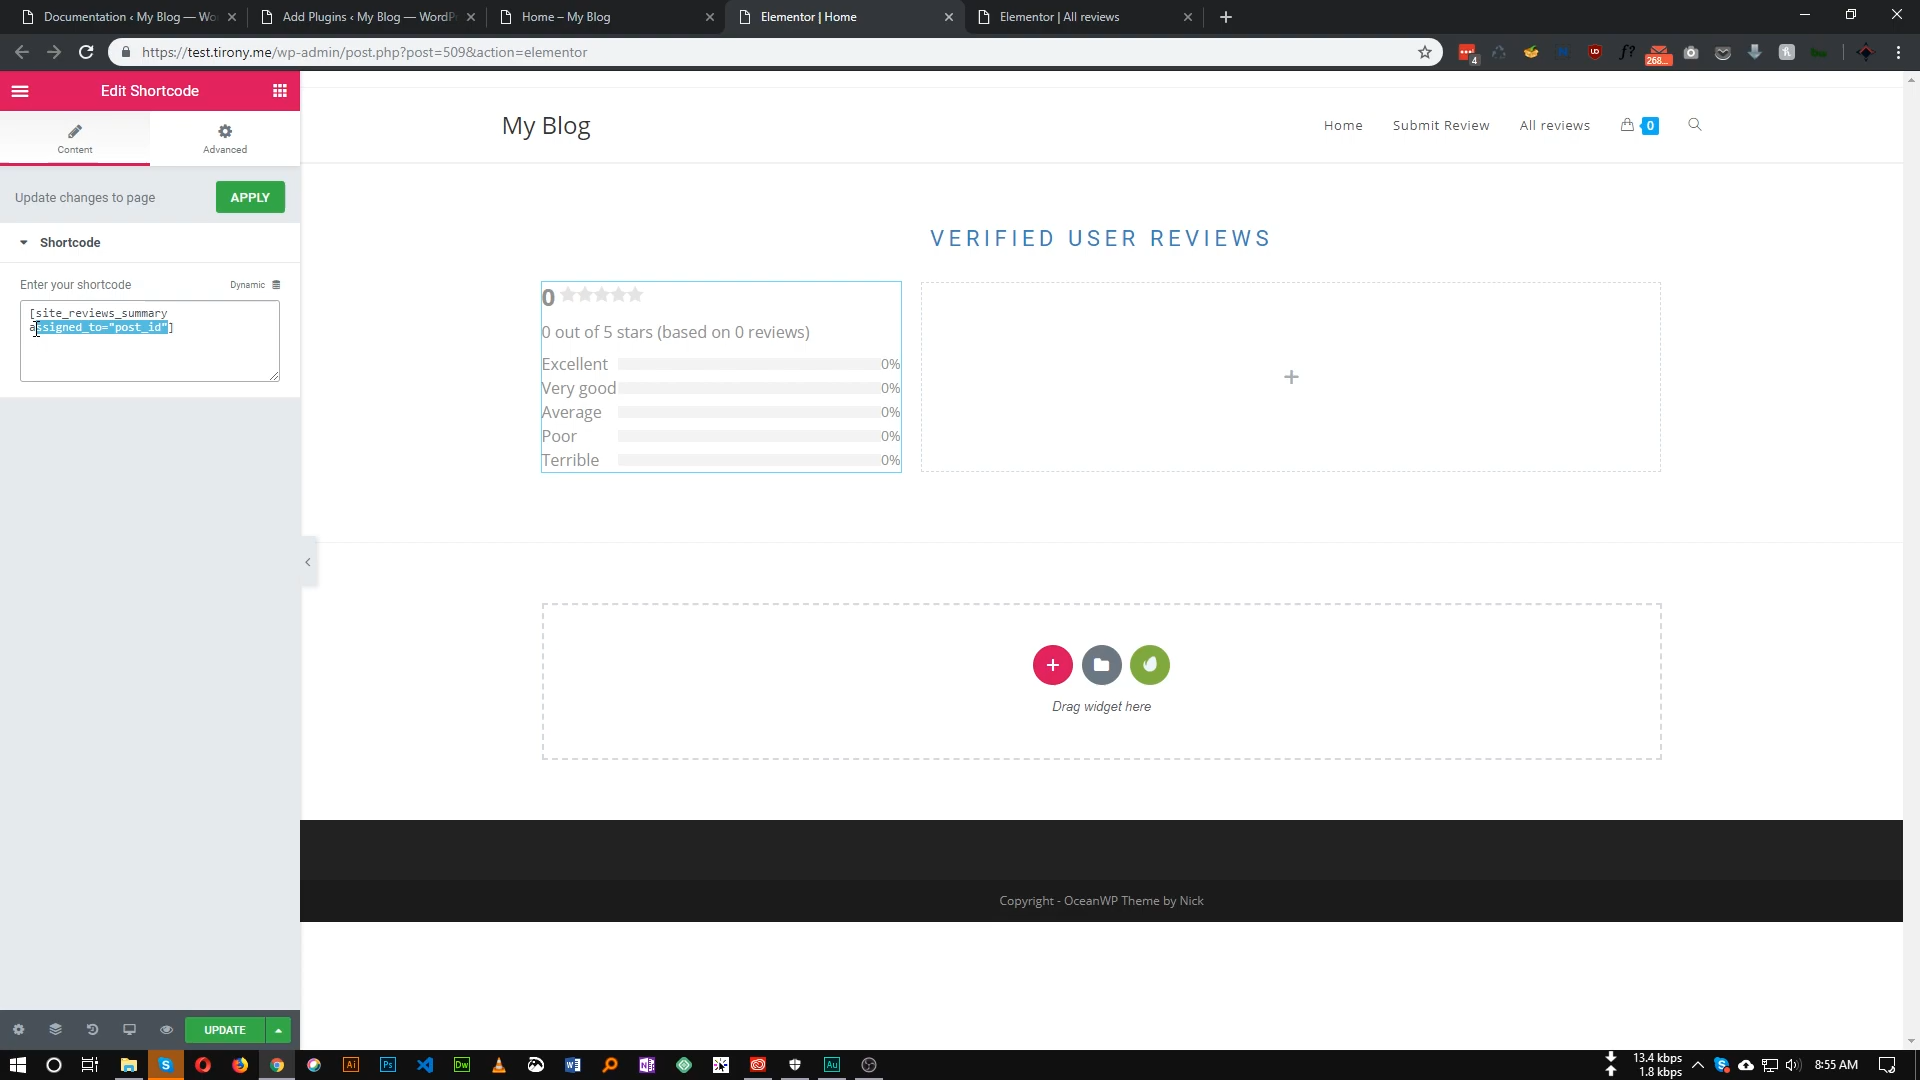 Documentation ‹ My Blog — Wo
Add Plugins ‹ My Blog — WordPr
Home – My Blog
Elementor | Home
Elementor | All reviews
https://test.tirony.me/wp-admin/post.php?post=509&action=elementor
4
268...
Edit Shortcode
Content
Advanced
Update changes to page
APPLY
Shortcode
Enter your shortcode
Dynamic
[site_reviews_summary
assigned_to="post_id"]
My Blog
Home
Submit Review
All reviews
0
VERIFIED USER REVIEWS
0
0 out of 5 stars (based on 0 reviews)
Excellent 0%
Very good 0%
Average 0%
Poor 0%
Terrible 0%
Drag widget here
Copyright - OceanWP Theme by Nick
UPDATE
13.4 kbps
1.8 kbps
8:55 AM